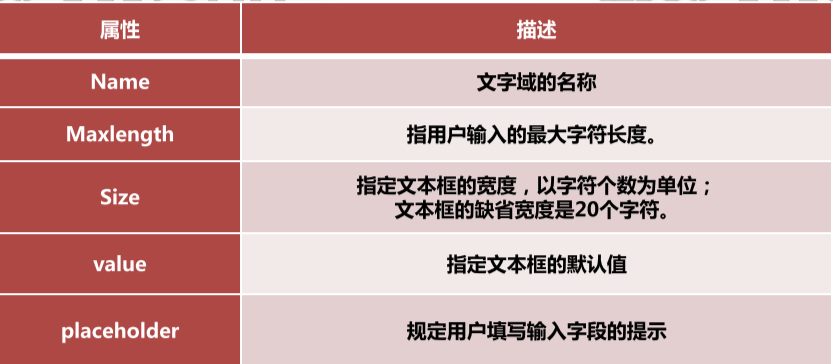 属性 描述
Name 文字域的名称
Maxlength 指用户输入的最大字符长度。
Size 指定文本框的宽度，以字符个数为单位；
文本框的缺省宽度是20个字符。
value 指定文本框的默认值
placeholder 规定用户填写输入字段的提示